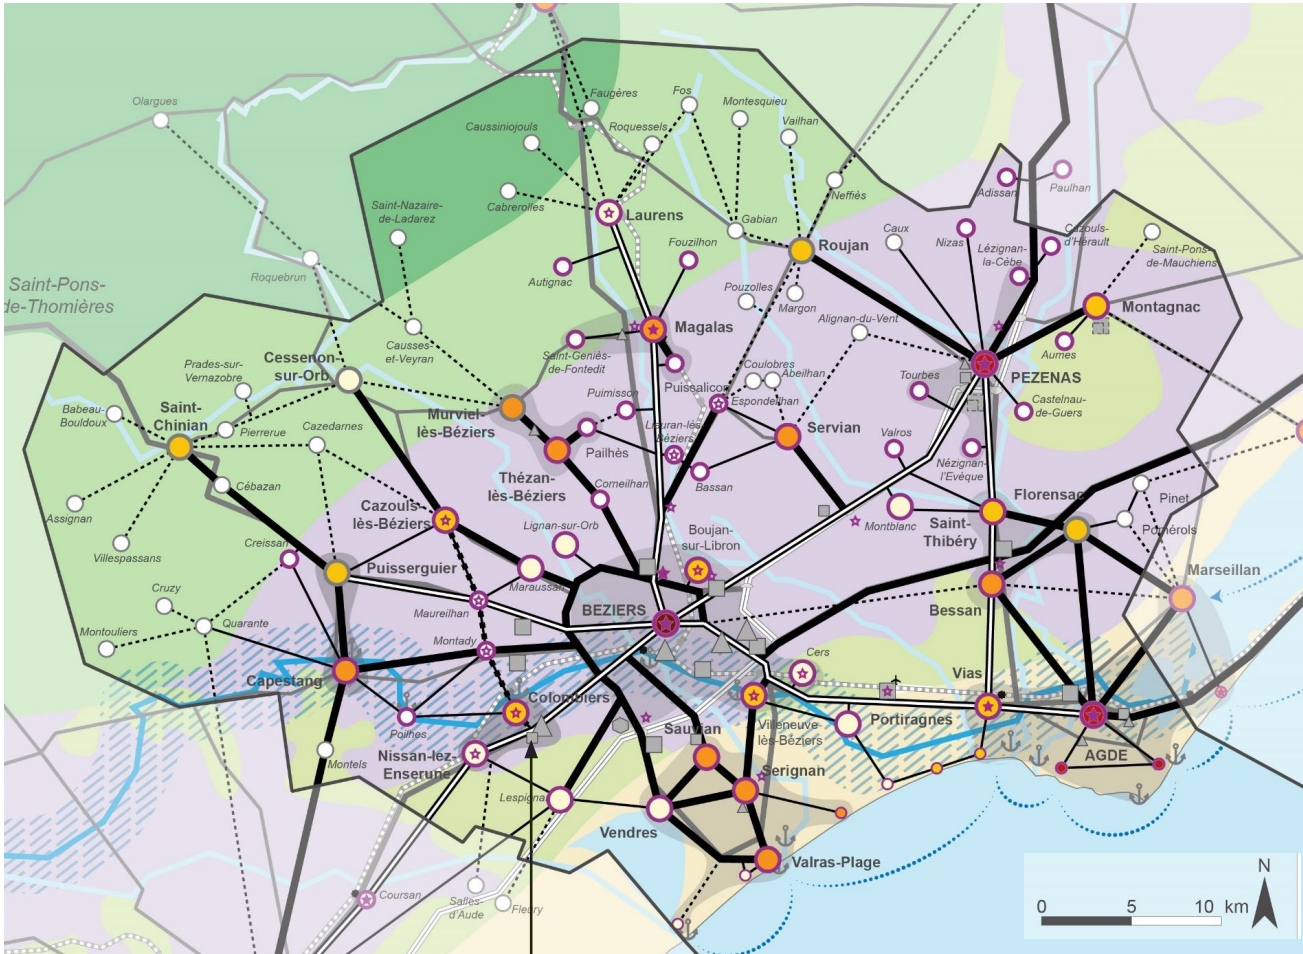 Olargues
Faugères
Fos
Montesquieu
Caussiniojouls
Roquessels
Vailhan
Neffiès
Adissan
Paulhan
Cabrerolles
Saint-Nazaire-
de-Ladarez
Laurens
Gabian
Roujan
Caux
Nizas
Cazouls-
d'Hérault
Lézignan-
la-Cèbe
Saint-Pons-
de-Mauchiens
Fouzilhon
Roquebrun
Autignac
Saint-Pons-
de-Thomières
Pouzolles
Margon
Montagnac
Magalas
Alignan-du-Vent
Causses-
et-Veyran
Saint-Geniès-
de-Fontedit
Aumes
Cessenon-
sur-Orb
Prades-sur-
Vernazobre
Puissalicon
Coulobres
Abeilhan
PEZENAS
Tourbes
Castelnau-
de-Guers
Puimisson
Espondeilhan
Babeau-
Bouldoux
Saint-
Chinian
Pierrerue
Cazedarnes
Murviel-
lès-Béziers
Lieuran-lès-
Béziers
Servian
Valros
Pailhès
Nézignan-
l'Evêque
Thézan-
lès-Béziers
Corneilhan
Bassan
Cébazan
Cazouls-
lès-Béziers
Lignan-sur-Orb
Montblanc
Florensac
Pinet
Pomérols
Assignan
Villespassans
Creissan
Boujan-
sur-Libron
Saint-
Thibéry
Puisserguier
Maraussan
Marseillan
Cruzy
Maureilhan
BEZIERS
Bessan
Quarante
Montouliers
Montady
Cers
Vias
Capestang
Colombiers
Poilhes
Villeneuve
lès-Béziers
Portiragnes
Sauvian
Montels
Nissan-lez-
Enserune
Serignan
AGDE
Lespignan
Vendres
Valras-Plage
Coursan
Salles-
d'Aude
Fleury
N
0 5 10 km